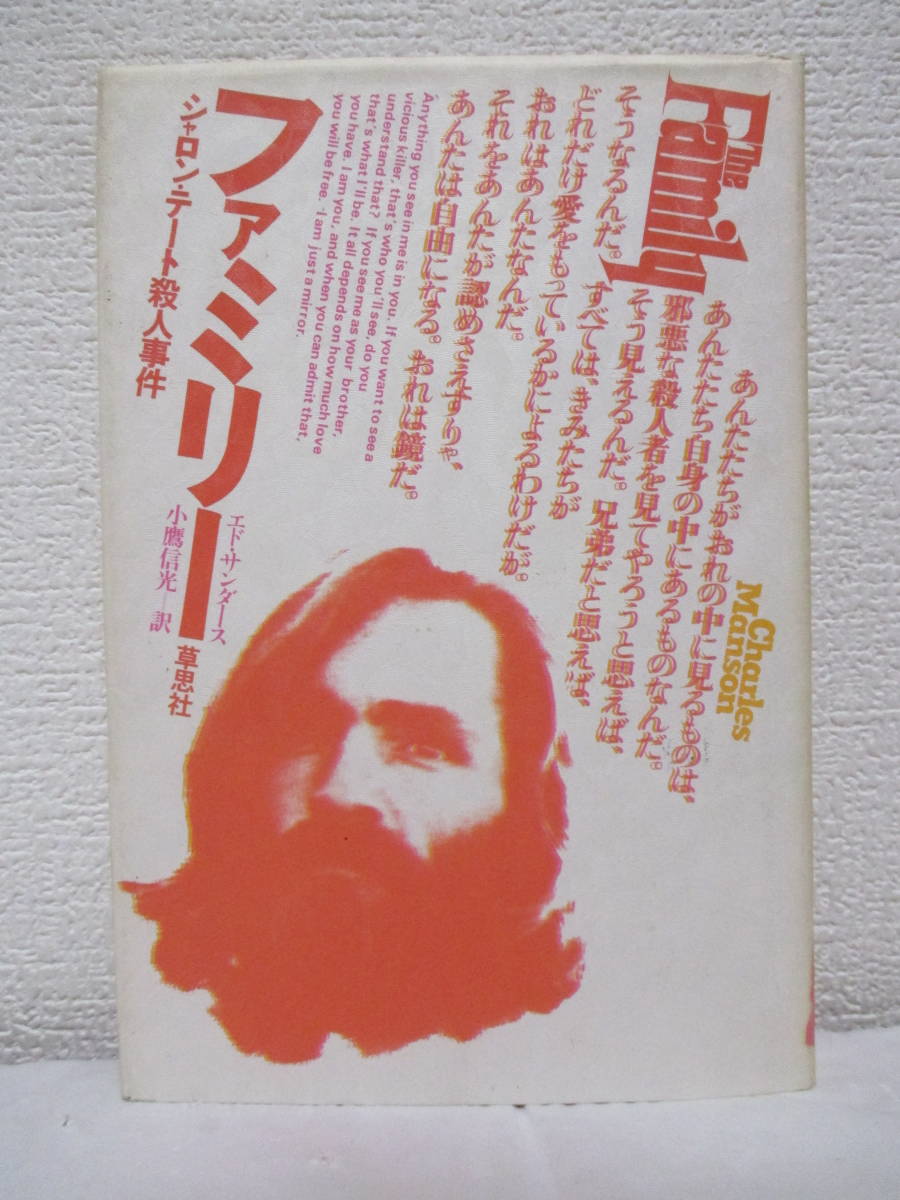 The
Family
Charles
Manson
あんたたちがおれの中に見るものは、
あんたたち自身の中にあるものなんだ。
邪悪な殺人者を見てやろうと思えば、
そう見えるんだ。兄弟だと思えば、
そうなるんだ。すべては、きみたちが
どれだけ愛をもっているかによるわけだが。
おれはあんたなんだ。
それをあんたが認めさえすりゃ、
あんたは自由になる。おれは鏡だ。
Anything you see in me is in you. If you want to see a
vicious killer, that's who you'll see, do you
understand that? If you see me as your brother,
that's what I'll be. It all depends on how much love
you have. I am you, and when you can admit that,
you will be free. I am just a mirror.
ファミリー
シャロン・テート殺人事件
エド・サンダース
小鷹信光 訳
草思社